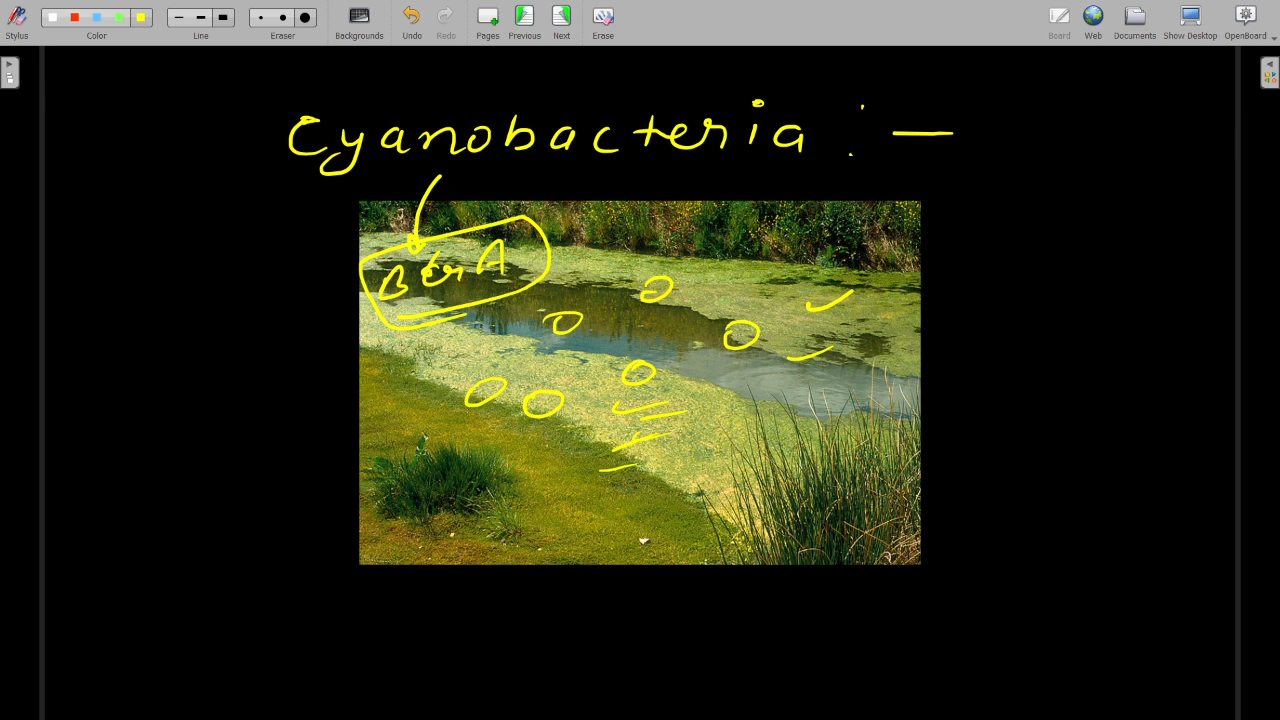 Stylus
Color
Line
Eraser
Backgrounds
Undo
Redo
Pages
Previous
Next
Erase
Board
Web
Documents
Show Desktop
OpenBoard
Cyanobacteria : —